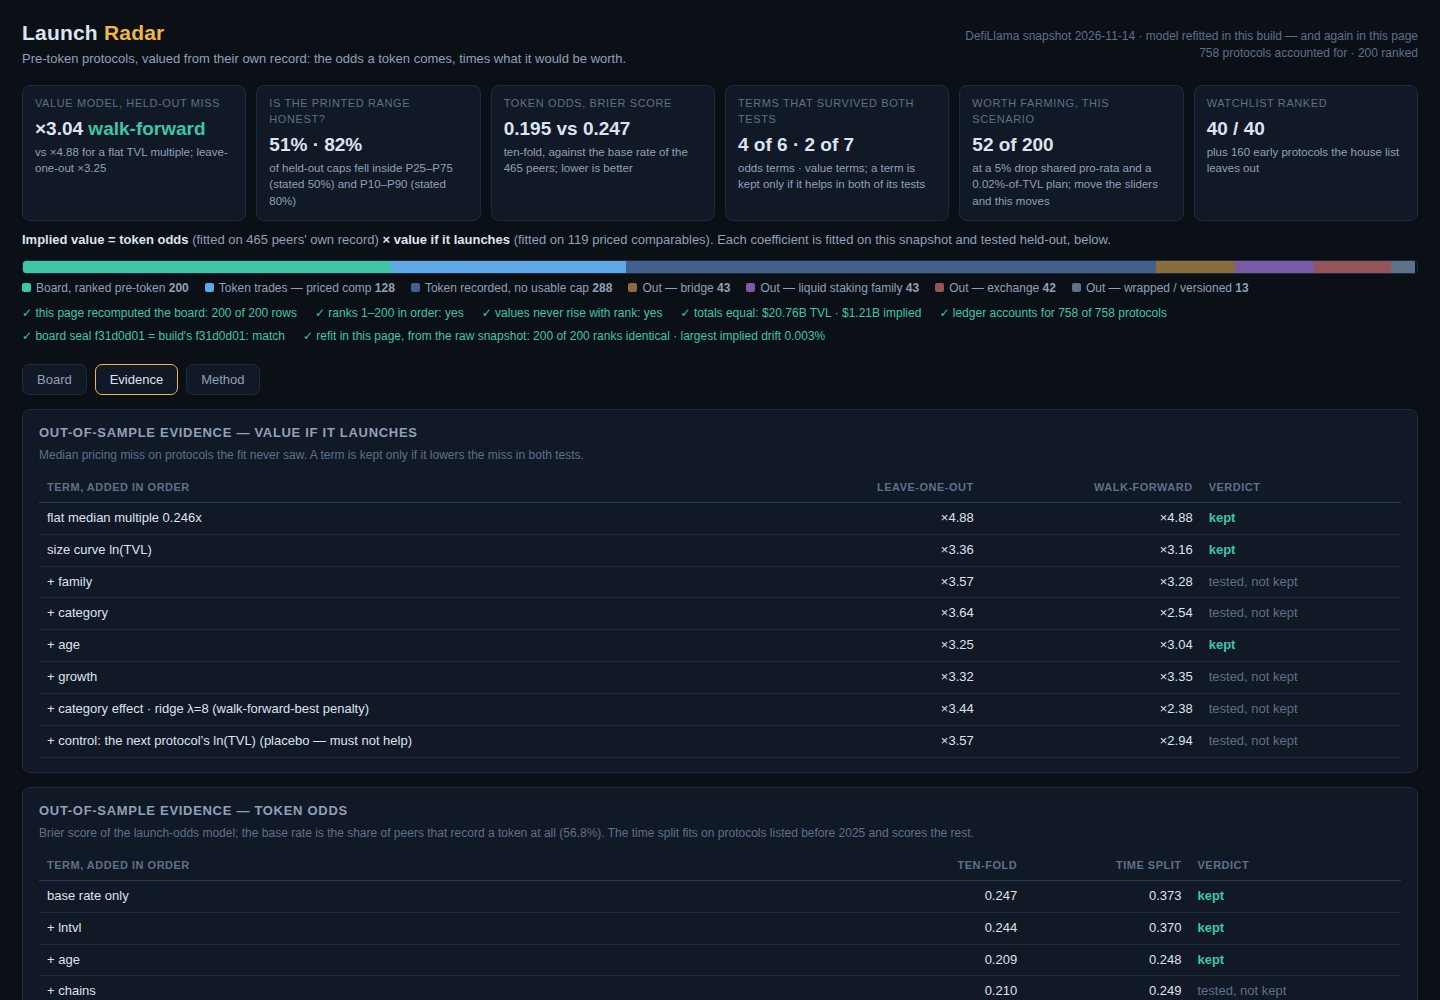 Launch Radar
Pre-token protocols, valued from their own record: the odds a token comes, times what it would be worth.
DefiLlama snapshot 2026-11-14 · model refitted in this build — and again in this page
758 protocols accounted for · 200 ranked
VALUE MODEL, HELD-OUT MISS
×3.04 walk-forward
vs ×4.88 for a flat TVL multiple; leave-
one-out ×3.25
IS THE PRINTED RANGE
HONEST?
51% · 82%
of held-out caps fell inside P25–P75
(stated 50%) and P10–P90 (stated
80%)
TOKEN ODDS, BRIER SCORE
0.195 vs 0.247
ten-fold, against the base rate of the
465 peers; lower is better
TERMS THAT SURVIVED BOTH
TESTS
4 of 6 · 2 of 7
odds terms · value terms; a term is
kept only if it helps in both of its tests
WORTH FARMING, THIS
SCENARIO
52 of 200
at a 5% drop shared pro-rata and a
0.02%-of-TVL plan; move the sliders
and this moves
WATCHLIST RANKED
40 / 40
plus 160 early protocols the house list
leaves out
Implied value = token odds (fitted on 465 peers' own record) × value if it launches (fitted on 119 priced comparables). Each coefficient is fitted on this snapshot and tested held-out, below.
Board, ranked pre-token 200 Token trades — priced comp 128 Token recorded, no usable cap 288 Out — bridge 43 Out — liquid staking family 43 Out — exchange 42 Out — wrapped / versioned 13
✓ this page recomputed the board: 200 of 200 rows ✓ ranks 1–200 in order: yes ✓ values never rise with rank: yes ✓ totals equal: $20.76B TVL · $1.21B implied ✓ ledger accounts for 758 of 758 protocols
✓ board seal f31d0d01 = build's f31d0d01: match ✓ refit in this page, from the raw snapshot: 200 of 200 ranks identical · largest implied drift 0.003%
Board Evidence Method
OUT-OF-SAMPLE EVIDENCE — VALUE IF IT LAUNCHES
Median pricing miss on protocols the fit never saw. A term is kept only if it lowers the miss in both tests.
TERM, ADDED IN ORDER LEAVE-ONE-OUT WALK-FORWARD VERDICT
flat median multiple 0.246x ×4.88 ×4.88 kept
size curve ln(TVL) ×3.36 ×3.16 kept
+ family ×3.57 ×3.28 tested, not kept
+ category ×3.64 ×2.54 tested, not kept
+ age ×3.25 ×3.04 kept
+ growth ×3.32 ×3.35 tested, not kept
+ category effect · ridge λ=8 (walk-forward-best penalty) ×3.44 ×2.38 tested, not kept
+ control: the next protocol's ln(TVL) (placebo — must not help) ×3.57 ×2.94 tested, not kept
OUT-OF-SAMPLE EVIDENCE — TOKEN ODDS
Brier score of the launch-odds model; the base rate is the share of peers that record a token at all (56.8%). The time split fits on protocols listed before 2025 and scores the rest.
TERM, ADDED IN ORDER TEN-FOLD TIME SPLIT VERDICT
base rate only 0.247 0.373 kept
+ lntvl 0.244 0.370 kept
+ age 0.209 0.248 kept
+ chains 0.210 0.249 tested, not kept